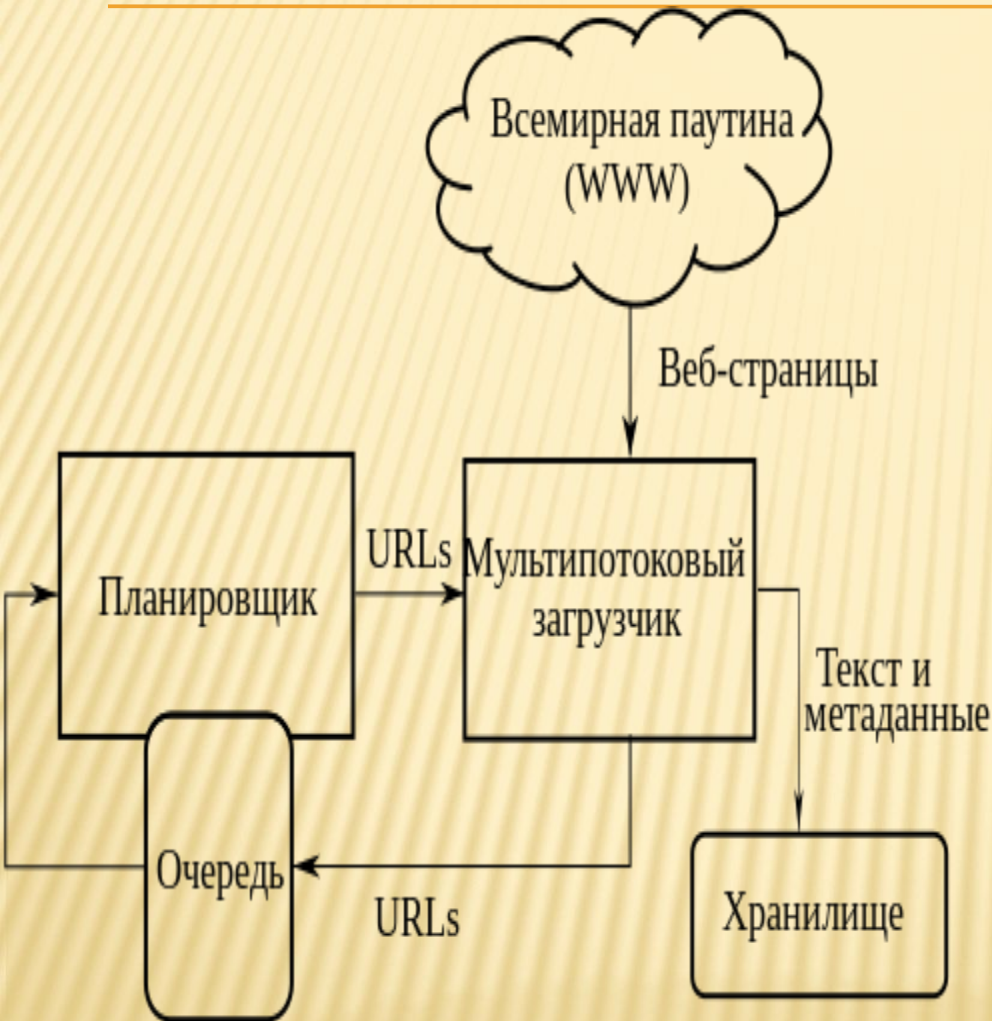 Всемирная паутина
(WWW)
Веб-страницы
URLs
Мультипотоковый
загрузчик
Планировщик
Текст и
метаданные
Очередь
URLs
Хранилище